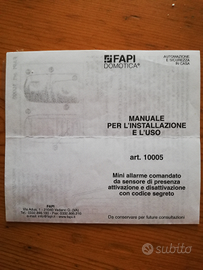 FAPI
DOMOTICA®
AUTOMAZIONE
E SICUREZZA
IN CASA
MANUALE
PER L'INSTALLAZIONE
E L'USO
art. 10005
Mini allarme comandato
da sensore di presenza
attivazione e disattivazione
con codice segreto
FAPI
Da conservare per future consultazioni
subito